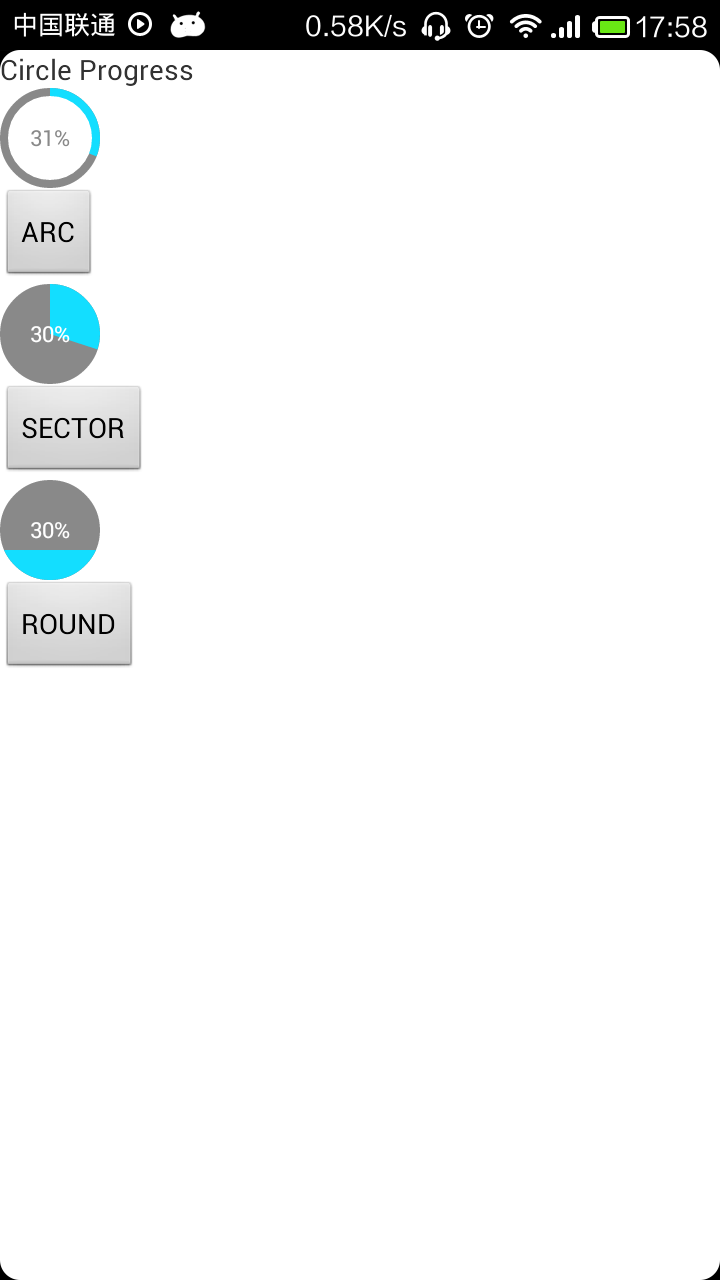 中国联通 0.58K/s 17:58
Circle Progress
31%
ARC
30%
SECTOR
30%
ROUND